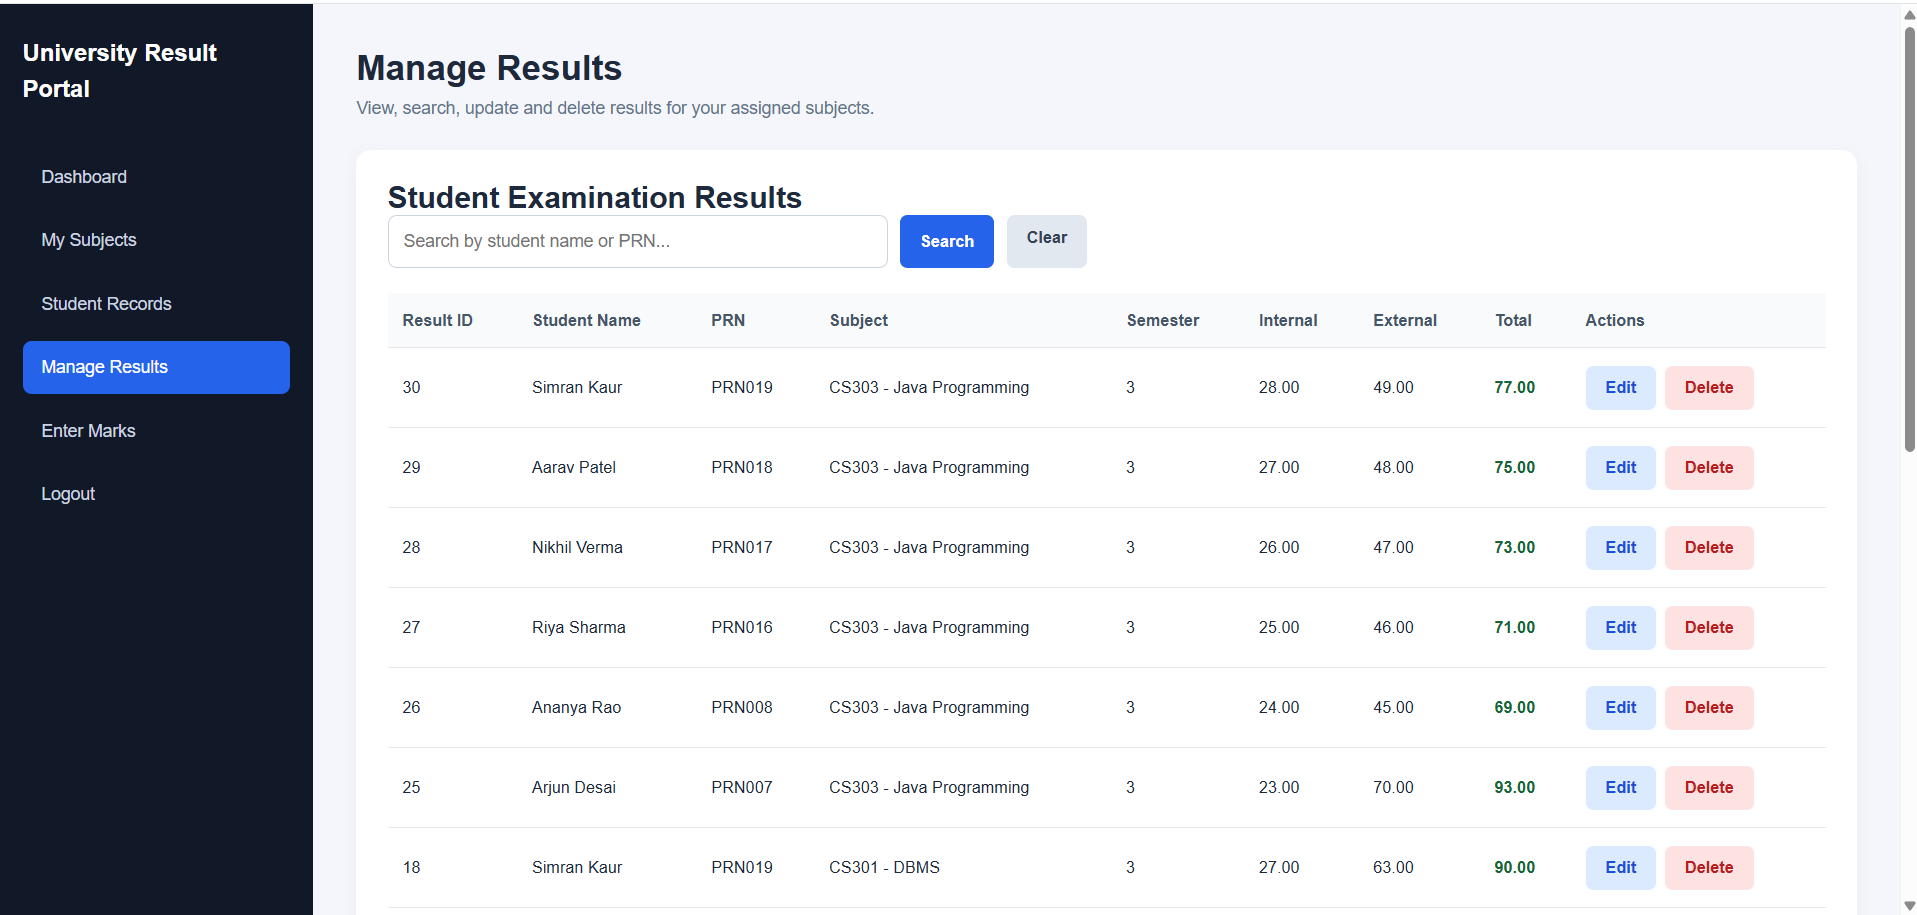 University Result
Portal
Dashboard
My Subjects
Student Records
Manage Results
Enter Marks
Logout
Manage Results
View, search, update and delete results for your assigned subjects.
Student Examination Results
Search by student name or PRN... Search Clear
Result ID Student Name PRN Subject Semester Internal External Total Actions
30 Simran Kaur PRN019 CS303 - Java Programming 3 28.00 49.00 77.00 Edit Delete
29 Aarav Patel PRN018 CS303 - Java Programming 3 27.00 48.00 75.00 Edit Delete
28 Nikhil Verma PRN017 CS303 - Java Programming 3 26.00 47.00 73.00 Edit Delete
27 Riya Sharma PRN016 CS303 - Java Programming 3 25.00 46.00 71.00 Edit Delete
26 Ananya Rao PRN008 CS303 - Java Programming 3 24.00 45.00 69.00 Edit Delete
25 Arjun Desai PRN007 CS303 - Java Programming 3 23.00 70.00 93.00 Edit Delete
18 Simran Kaur PRN019 CS301 - DBMS 3 27.00 63.00 90.00 Edit Delete